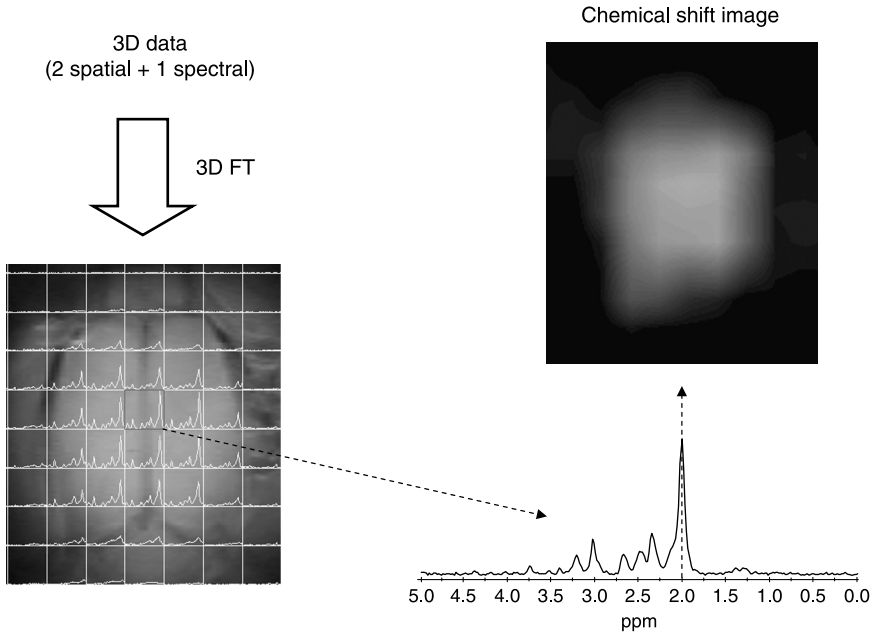 Chemical shift image
3D data
(2 spatial + 1 spectral)
3D FT
5.0 4.5 4.0 3.5 3.0 2.5 2.0 1.5 1.0 0.5 0.0
ppm